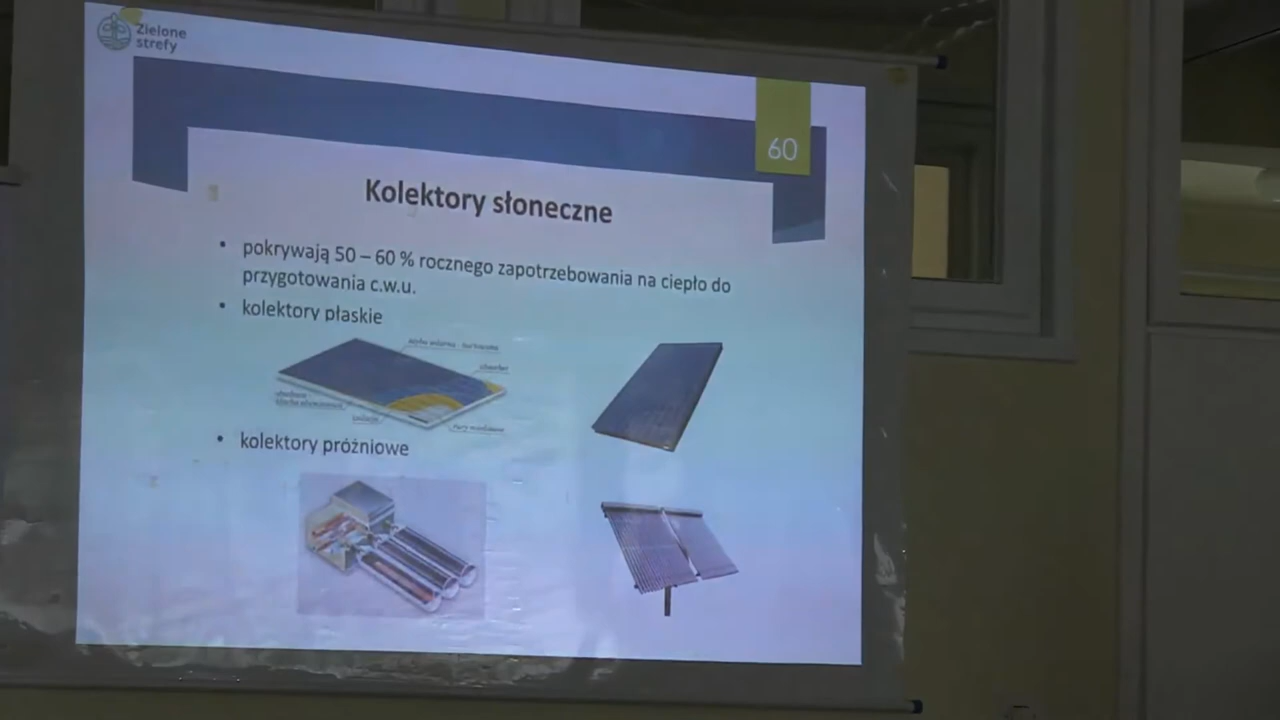 Zielone
strefy
60
Kolektory słoneczne
• pokrywają 50 – 60 % rocznego zapotrzebowania na ciepło do
przygotowania c.w.u.
• kolektory płaskie
• kolektory próżniowe